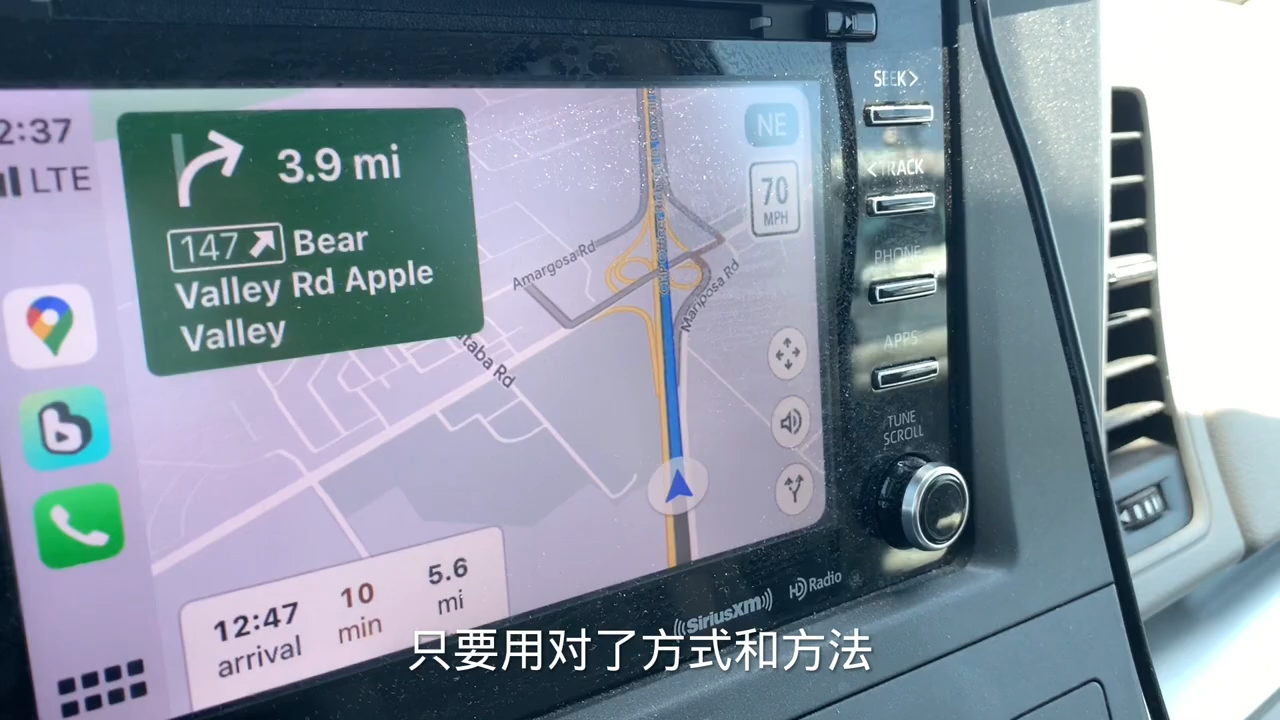 2:37
LTE
3.9 mi
147 Bear
Valley Rd Apple
Valley
NE
70
MPH
Amargosa Rd
Mariposa Rd
taba Rd
12:47
arrival
10
min
5.6
mi
SEEK>
<TRACK
PHONE
APPS
TUNE
SCROLL
SiriusXM
HD Radio
只要用对了方式和方法